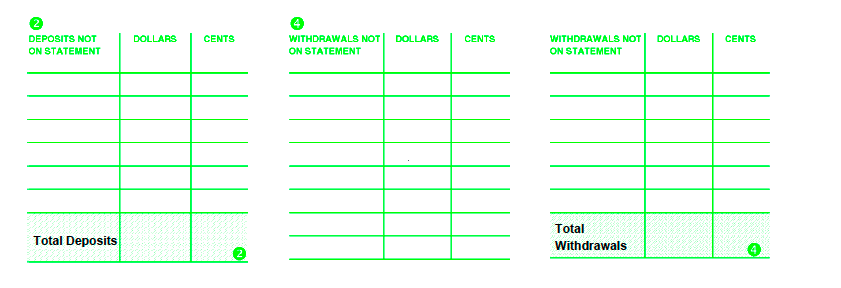 2
DEPOSITS NOT
ON STATEMENT
DOLLARS
CENTS
Total Deposits
2
4
WITHDRAWALS NOT
ON STATEMENT
DOLLARS
CENTS
WITHDRAWALS NOT
ON STATEMENT
DOLLARS
CENTS
Total
Withdrawals
4